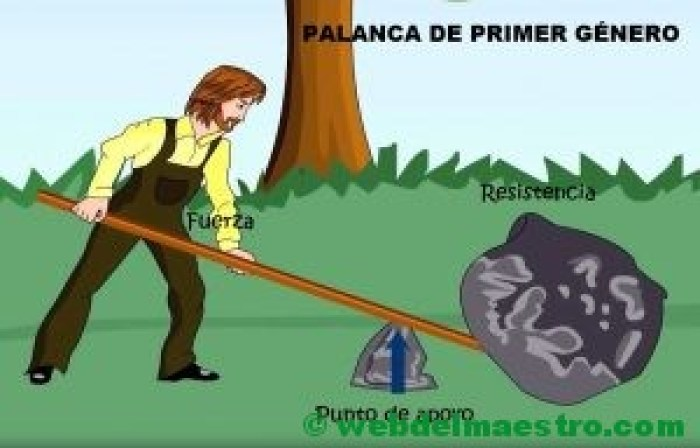 PALANCA DE PRIMER GÉNERO
Resistencia
Fuerza
Punto de apoyo
© webdelmaestro.com